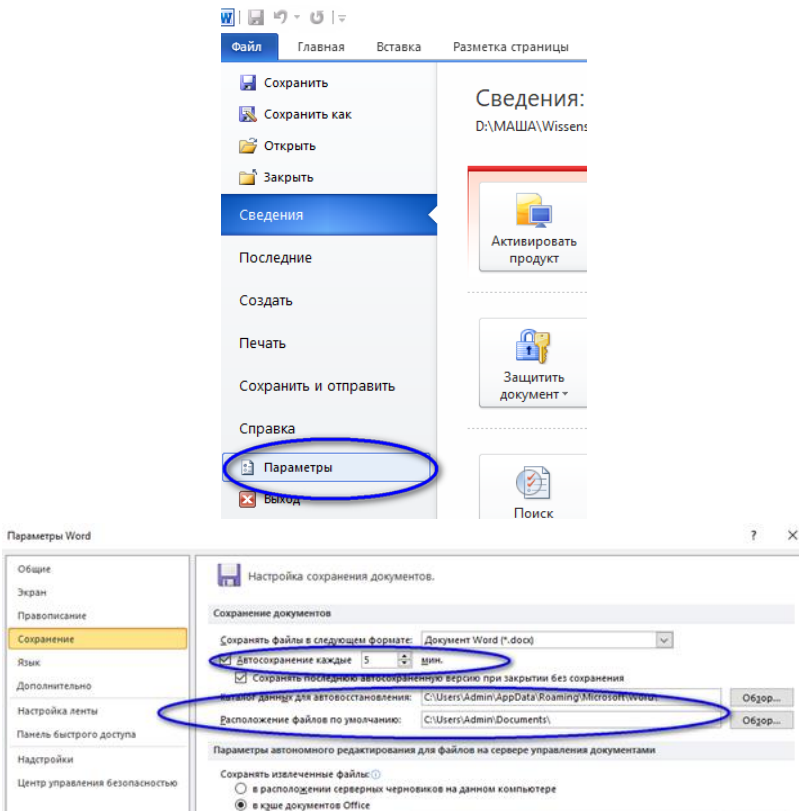 W
Файл Главная Вставка Разметка страницы
Сохранить
Сохранить как
Открыть
Закрыть
Сведения
Последние
Создать
Печать
Сохранить и отправить
Справка
Параметры
Выход
Сведения:
D:\МАША\Wissens
Активировать
продукт
Защитить
документ
Поиск
Параметры Word ? X
Общие
Экран
Правописание
Сохранение
Язык
Дополнительно
Настройка ленты
Панель быстрого доступа
Надстройки
Центр управления безопасностью
Настройка сохранения документов.
Сохранение документов
Сохранять файлы в следующем формате: Документ Word (*.docx)
Автосохранение каждые 5 мин.
Сохранять последнюю автосохраненную версию при закрытии без сохранения
Каталог данных для автовосстановления: C:\Users\Admin\AppData\Roaming\Microsoft\Word\ Обзор...
Расположение файлов по умолчанию: C:\Users\Admin\Documents\ Обзор...
Параметры автономного редактирования для файлов на сервере управления документами
Сохранять извлеченные файлы:
в расположении серверных черновиков на данном компьютере
в кэше документов Office